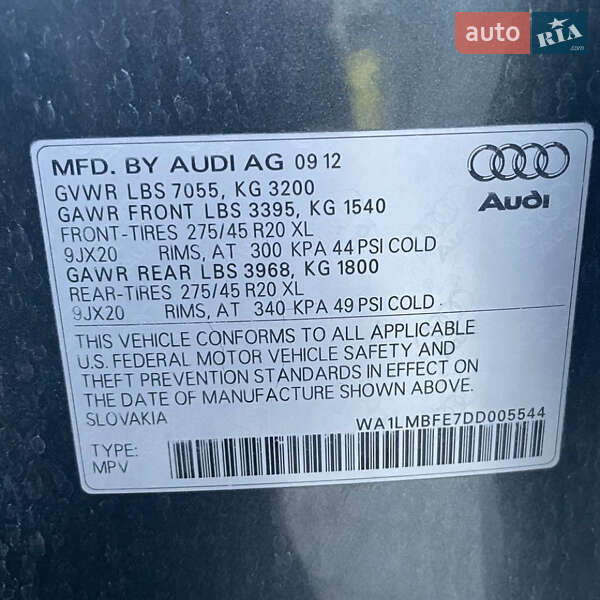 auto RIA.com
MFD. BY AUDI AG 09 12
GVWR LBS 7055, KG 3200
GAWR FRONT LBS 3395, KG 1540
FRONT-TIRES 275/45 R20 XL
9JX20 RIMS, AT 300 KPA 44 PSI COLD
GAWR REAR LBS 3968, KG 1800
REAR-TIRES 275/45 R20 XL
9JX20 RIMS, AT 340 KPA 49 PSI COLD
Audi
THIS VEHICLE CONFORMS TO ALL APPLICABLE
U.S. FEDERAL MOTOR VEHICLE SAFETY AND
THEFT PREVENTION STANDARDS IN EFFECT ON
THE DATE OF MANUFACTURE SHOWN ABOVE.
SLOVAKIA WA1LMBFE7DD005544
TYPE:
MPV